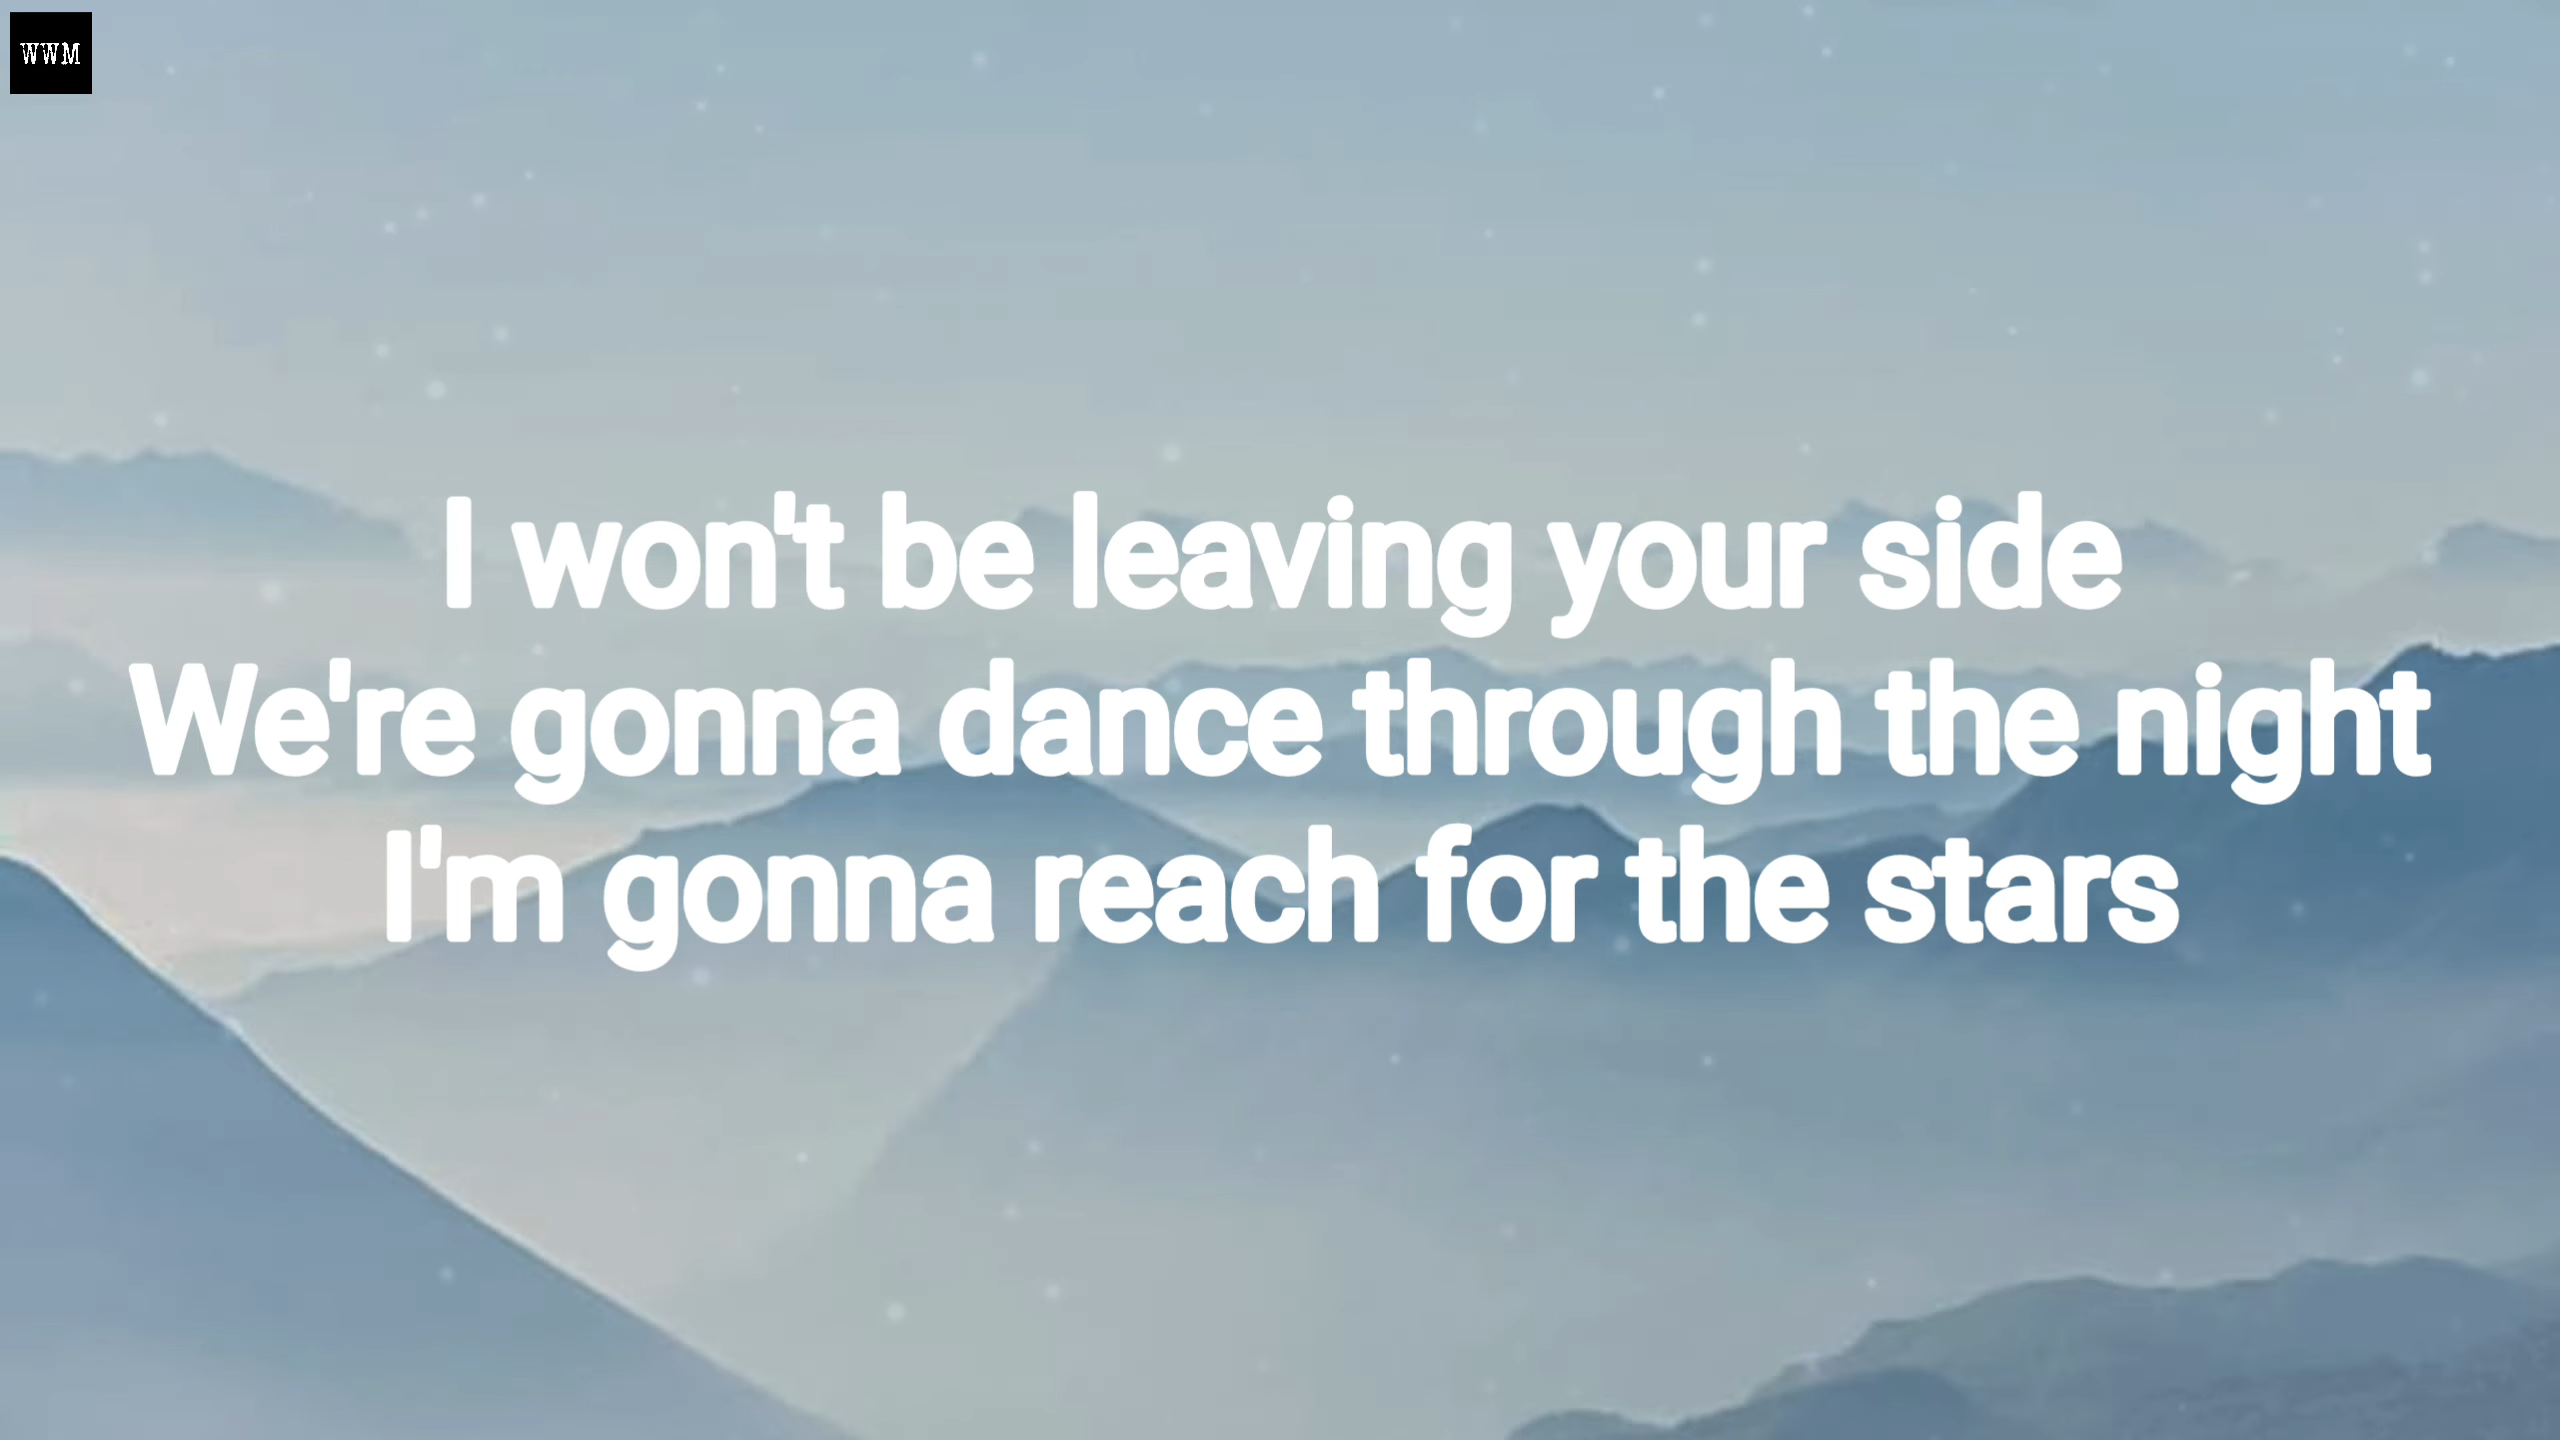 WWM
I won't be leaving your side
We're gonna dance through the night
I'm gonna reach for the stars